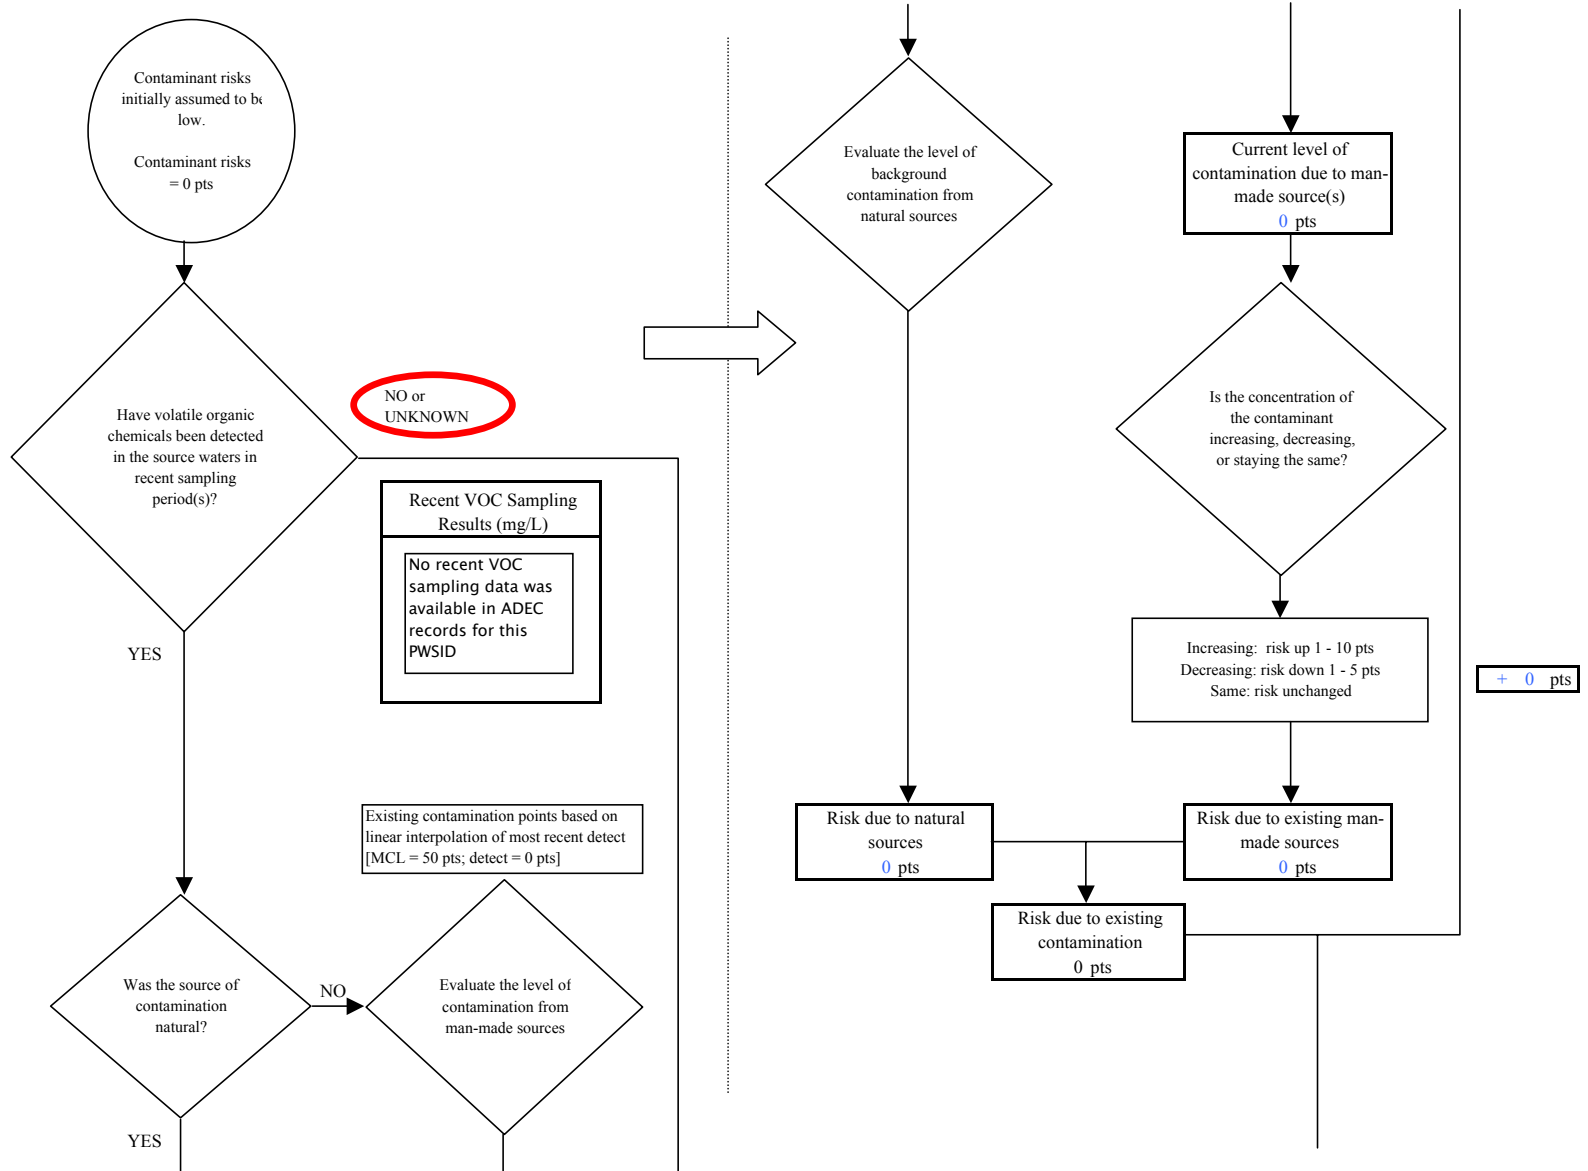 Contaminant risks
initially assumed to be
low.
Contaminant risks
= 0 pts
Have volatile organic
chemicals been detected
in the source waters in
recent sampling
period(s)?
NO or
UNKNOWN
Recent VOC Sampling
Results (mg/L)
No recent VOC
sampling data was
available in ADEC
records for this
PWSID
YES
Existing contamination points based on
linear interpolation of most recent detect
[MCL = 50 pts; detect = 0 pts]
Was the source of
contamination
natural?
NO
Evaluate the level of
contamination from
man-made sources
YES
Evaluate the level of
background
contamination from
natural sources
Current level of
contamination due to man-
made source(s)
0 pts
Is the concentration of
the contaminant
increasing, decreasing,
or staying the same?
Increasing: risk up 1 - 10 pts
Decreasing: risk down 1 - 5 pts
Same: risk unchanged
+ 0 pts
Risk due to natural
sources
0 pts
Risk due to existing man-
made sources
0 pts
Risk due to existing
contamination
0 pts